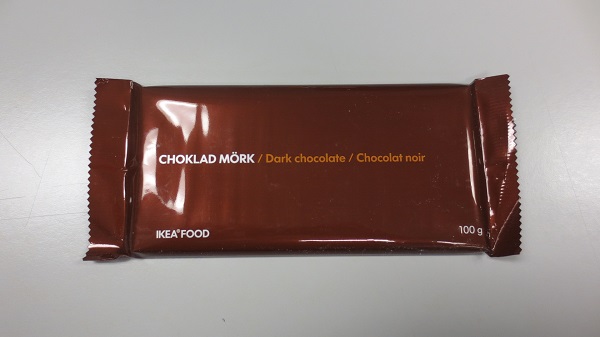 CHOKLAD MÖRK / Dark chocolate / Chocolat noir
IKEA® FOOD 100 g